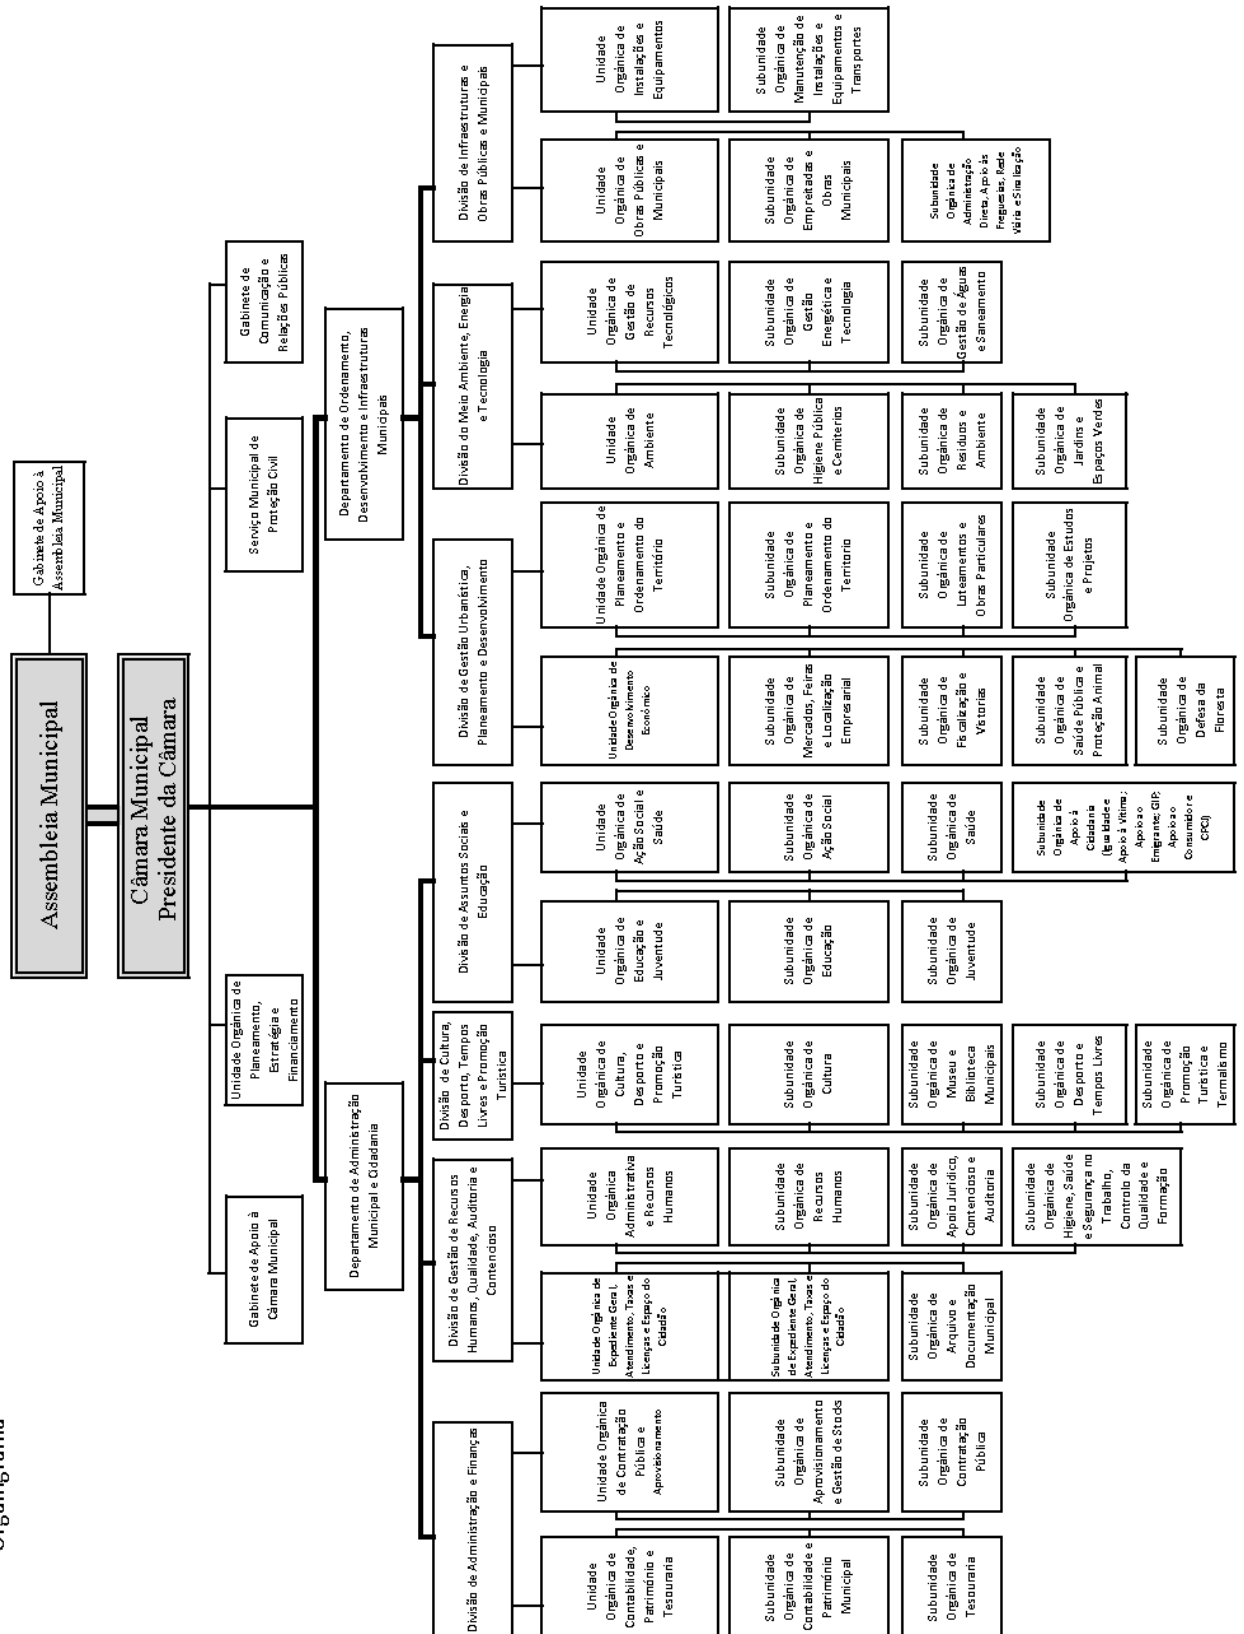 Organigrama
Assembleia Municipal
Gabinete de Apoio à
Assembleia Municipal
Câmara Municipal
Presidente da Câmara
Gabinete de Apoio à
Câmara Municipal
Unidade Orgânica de
Planeamento,
Estratégia e
Financiamento
Serviço Municipal de
Proteção Civil
Gabinete de
Comunicação e
Relações Públicas
Departamento de Administração
Municipal e Cidadania
Departamento de Ordenamento,
Desenvolvimento e Infraestruturas
Municipais
Divisão de Administração e Finanças
Divisão de Gestão de Recursos
Humanos, Qualidade, Auditoria e
Contencioso
Divisão de Cultura,
Desporto, Tempos
Livres e Promoção
Turística
Divisão de Assuntos Sociais e
Educação
Divisão de Gestão Urbanística,
Planeamento e Desenvolvimento
Divisão do Meio Ambiente, Energia
e Tecnologia
Divisão de Infraestruturas e
Obras Públicas e Municipais
Unidade
Orgânica de
Contabilidade,
Património e
Tesouraria
Unidade Orgânica
de Contratação
Pública e
Aprovisionamento
Unidade Orgânica de
Expediente Geral,
Atendimento, Taxas e
Licenças e Espaço do
Cidadão
Unidade
Orgânica
Administrativa
e Recursos
Humanos
Unidade
Orgânica de
Cultura,
Desporto e
Promoção
Turística
Unidade
Orgânica de
Educação e
Juventude
Unidade
Orgânica de
Ação Social e
Saúde
Unidade Orgânica de
Desenvolvimento
Económico
Unidade Orgânica de
Planeamento e
Ordenamento do
Território
Unidade
Orgânica de
Ambiente
Unidade
Orgânica de
Gestão de
Recursos
Tecnológicos
Unidade
Orgânica de
Obras Públicas e
Municipais
Unidade
Orgânica de
Instalações e
Equipamentos
Subunidade
Orgânica de
Contabilidade e
Património
Municipal
Subunidade
Orgânica de
Aprovisionamento
e Gestão de Stocks
Subunidade Orgânica
de Expediente Geral,
Atendimento, Taxas e
Licenças e Espaço do
Cidadão
Subunidade
Orgânica de
Recursos
Humanos
Subunidade
Orgânica de
Cultura
Subunidade
Orgânica de
Educação
Subunidade
Orgânica de
Ação Social
Subunidade
Orgânica de
Mercados, Feiras
e Localização
Empresarial
Subunidade
Orgânica de
Planeamento e
Ordenamento do
Territorio
Subunidade
Orgânica de
Higiene Pública
e Cemiterios
Subunidade
Orgânica de
Gestão
Energética e
Tecnologia
Subunidade
Orgânica de
Empreitadas e
Obras
Municipais
Subunidade
Orgânica de
Manutenção de
Instalações e
Equipamentos e
Transportes
Subunidade
Orgânica de
Tesouraria
Subunidade
Orgânica de
Contratação
Pública
Subunidade
Orgânica de
Arquivo e
Documentação
Municipal
Subunidade
Orgânica de
Apoio Jurídico,
Contencioso e
Auditoria
Subunidade
Orgânica de
Museu e
Biblioteca
Municipais
Subunidade
Orgânica de
Juventude
Subunidade
Orgânica de
Saúde
Subunidade
Orgânica de
Fiscalização e
Vistorias
Subunidade
Orgânica de
Loteamentos e
Obras Particulares
Subunidade
Orgânica de
Resíduos e
Ambiente
Subunidade
Orgânica de
Gestão de Águas
e Saneamento
Subunidade
Orgânica de
Administração
Direta, Apoio às
Freguesias, Rede
Viária e Sinalização
Subunidade
Orgânica de
Higiene, Saúde
e Segurança no
Trabalho,
Controlo da
Qualidade e
Formação
Subunidade
Orgânica de
Desporto e
Tempos Livres
Subunidade
Orgânica de
Apoio à
Cidadania
(Igualdade e
Apoio à Vítima;
Apoio ao
Emigrante; GIP;
Apoio ao
Consumidor e
CPCJ)
Subunidade
Orgânica de
Saúde Pública e
Proteção Animal
Subunidade
Orgânica de Estudos
e Projetos
Subunidade
Orgânica de
Jardins e
Espaços Verdes
Subunidade
Orgânica de
Promoção
Turística e
Termalismo
Subunidade
Orgânica de
Defesa da
Floresta